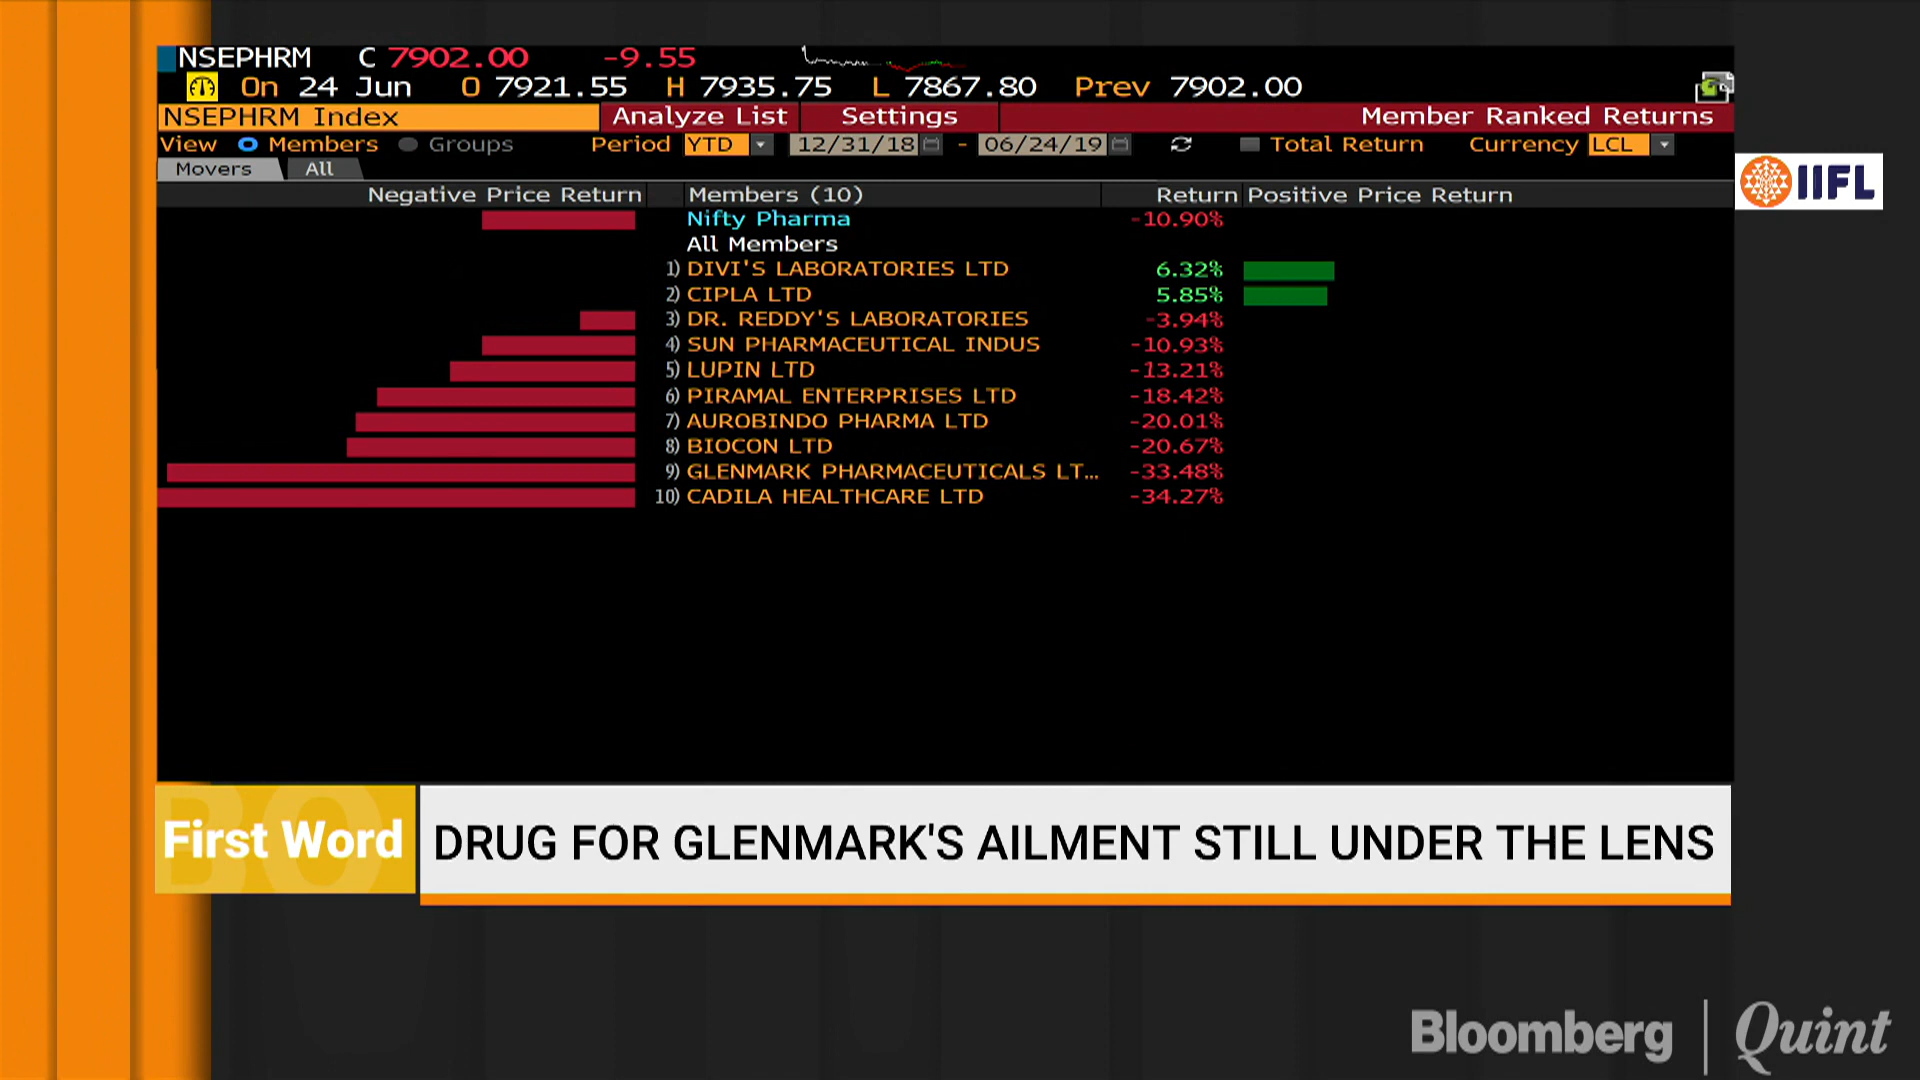 NSEPHRM C 7902.00 -9.55
On 24 Jun O 7921.55 H 7935.75 L 7867.80 Prev 7902.00
NSEPHRM Index Analyze List Settings Member Ranked Returns
View Members Groups Period YTD 12/31/18 - 06/24/19 Total Return Currency LCL
Movers All
IIFL
Negative Price Return Members (10) Return Positive Price Return
Nifty Pharma -10.90%
All Members
1) DIVI'S LABORATORIES LTD 6.32%
2) CIPLA LTD 5.85%
3) DR. REDDY'S LABORATORIES -3.94%
4) SUN PHARMACEUTICAL INDUS -10.93%
5) LUPIN LTD -13.21%
6) PIRAMAL ENTERPRISES LTD -18.42%
7) AUROBINDO PHARMA LTD -20.01%
8) BIOCON LTD -20.67%
9) GLENMARK PHARMACEUTICALS LT... -33.48%
10) CADILA HEALTHCARE LTD -34.27%
First Word DRUG FOR GLENMARK'S AILMENT STILL UNDER THE LENS
Bloomberg | Quint